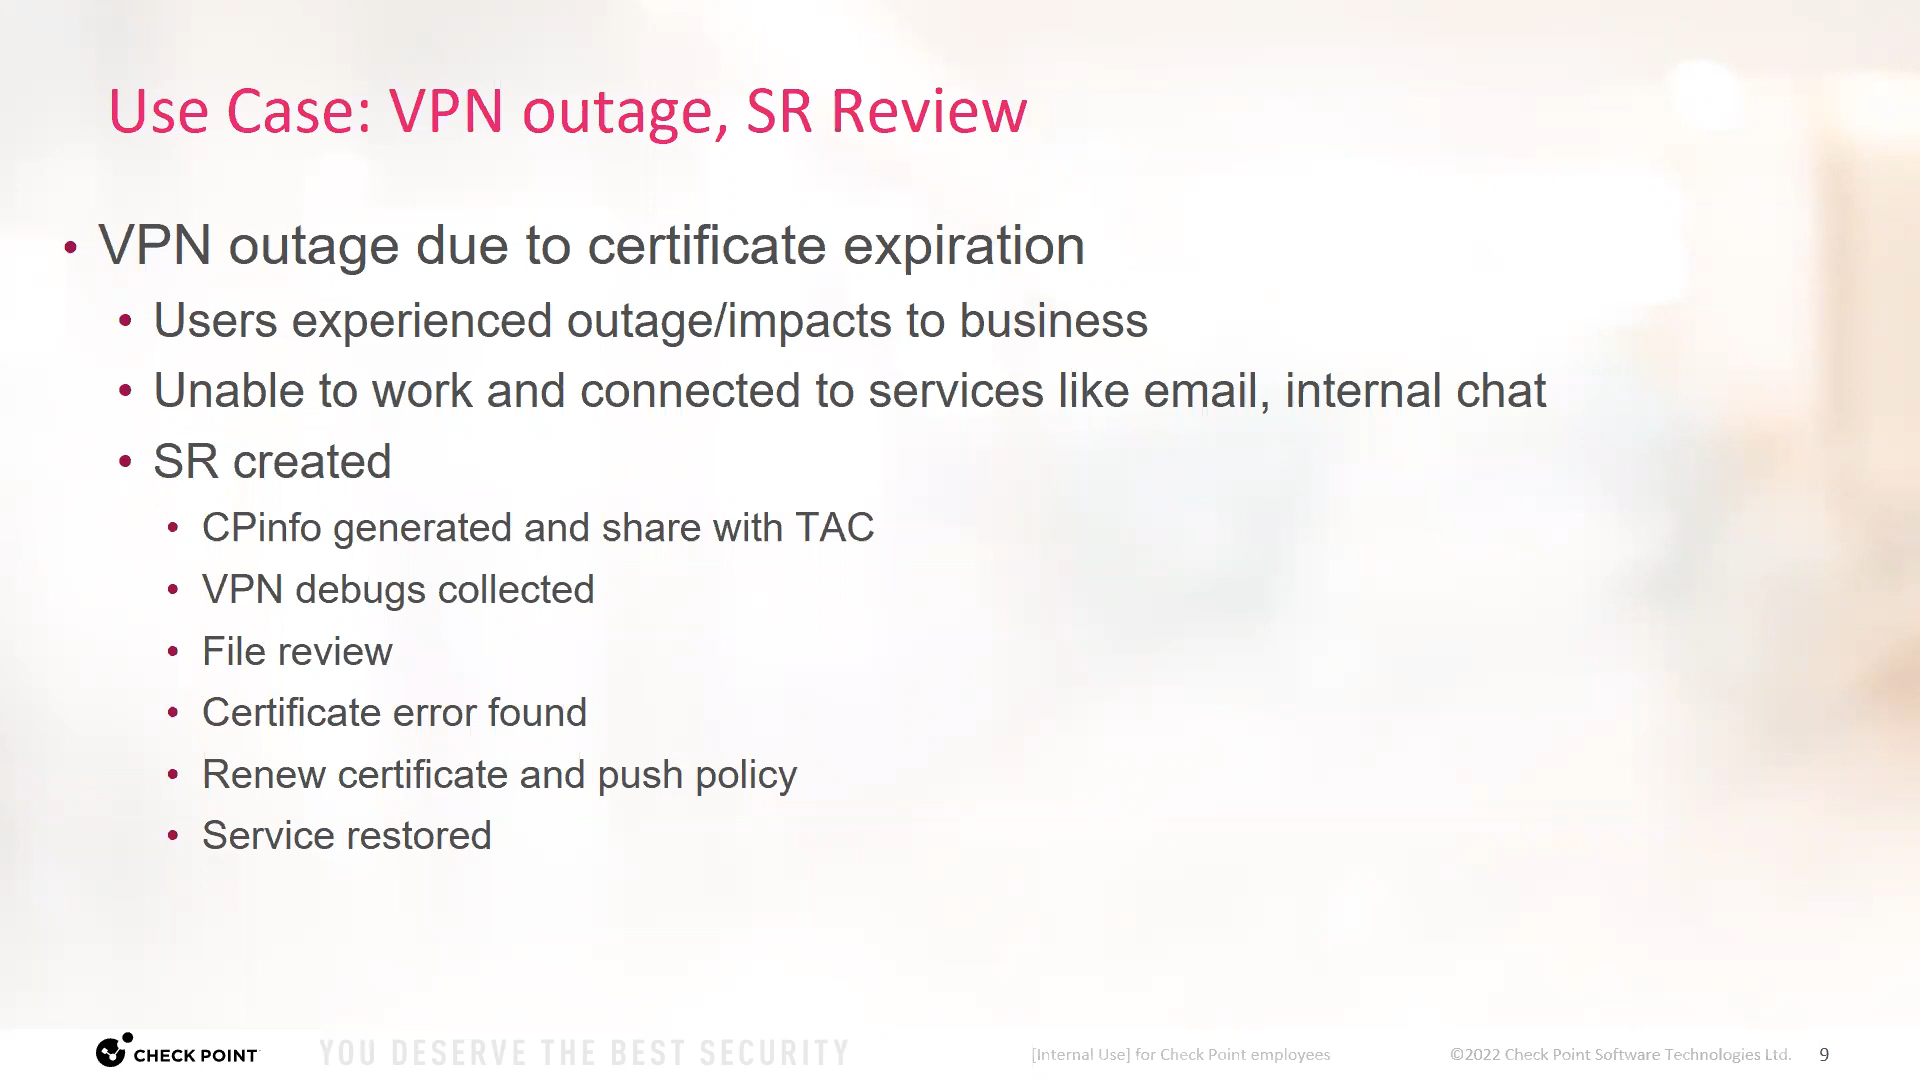 Use Case: VPN outage, SR Review
• VPN outage due to certificate expiration
• Users experienced outage/impacts to business
• Unable to work and connected to services like email, internal chat
• SR created
• CPinfo generated and share with TAC
• VPN debugs collected
• File review
• Certificate error found
• Renew certificate and push policy
• Service restored
CHECK POINT
YOU DESERVE THE BEST SECURITY
[Internal Use] for Check Point employees
©2022 Check Point Software Technologies Ltd.
9